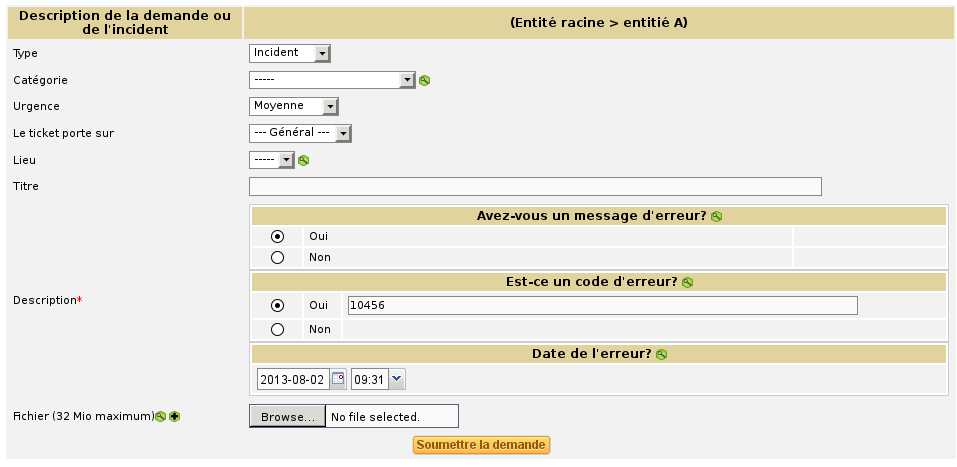 Description de la demande ou
de l'incident
(Entité racine > entitié A)
Type
Incident
Catégorie
-----
Urgence
Moyenne
Le ticket porte sur
--- Général ---
Lieu
-----
Titre
Description*
Avez-vous un message d'erreur?
Oui
Non
Est-ce un code d'erreur?
Oui
10456
Non
Date de l'erreur?
2013-08-02 09:31
Fichier (32 Mio maximum)
Browse... No file selected.
Soumettre la demande